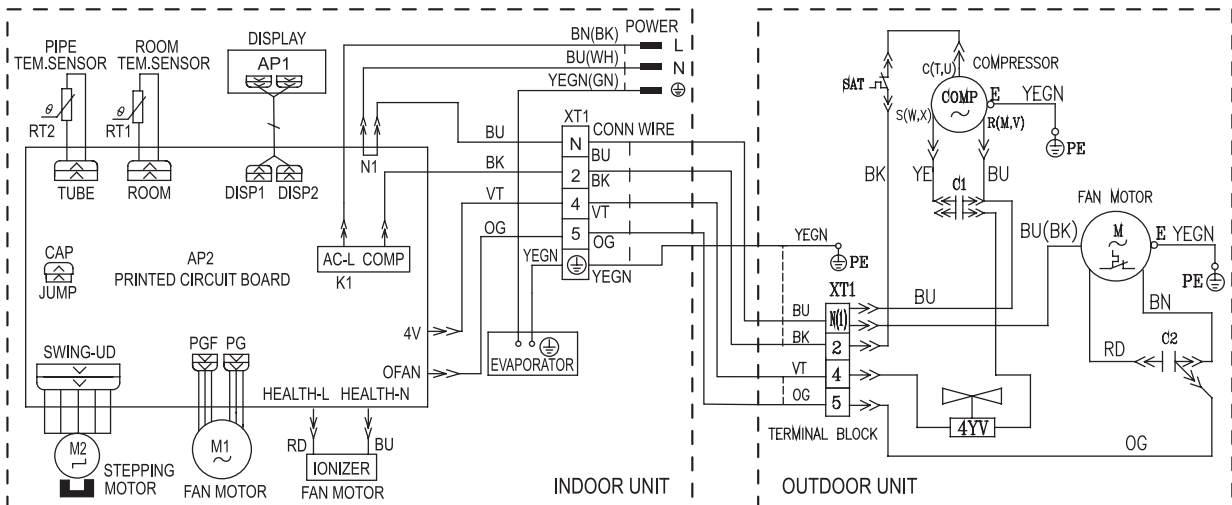 PIPE
TEM.SENSOR
ROOM
TEM.SENSOR
DISPLAY
AP1
POWER
BN(BK)
L
BU(WH)
N
YEGN(GN)
θ
RT2
θ
RT1
TUBE
ROOM
DISP1
DISP2
N1
XT1
CONN WIRE
BU
N
BU
BK
2
BK
VT
4
VT
OG
5
OG
YEGN
YEGN
AC-L COMP
K1
CAP
JUMP
AP2
PRINTED CIRCUIT BOARD
4V
OFAN
EVAPORATOR
SWING-UD
PGF
PG
HEALTH-L
HEALTH-N
M2
STEPPING
MOTOR
M1
FAN MOTOR
RD
BU
IONIZER
FAN MOTOR
INDOOR UNIT
SAT
C(T,U)
COMPRESSOR
COMP
~
S(W,X)
R(M,V)
E
YEGN
PE
BK
YE
BU
C1
FAN MOTOR
BU(BK)
M
~
E YEGN
PE
YEGN
PE
XT1
BU
N(1)
BU
BK
2
VT
4
OG
5
TERMINAL BLOCK
4YV
RD
C2
BN
OG
OUTDOOR UNIT